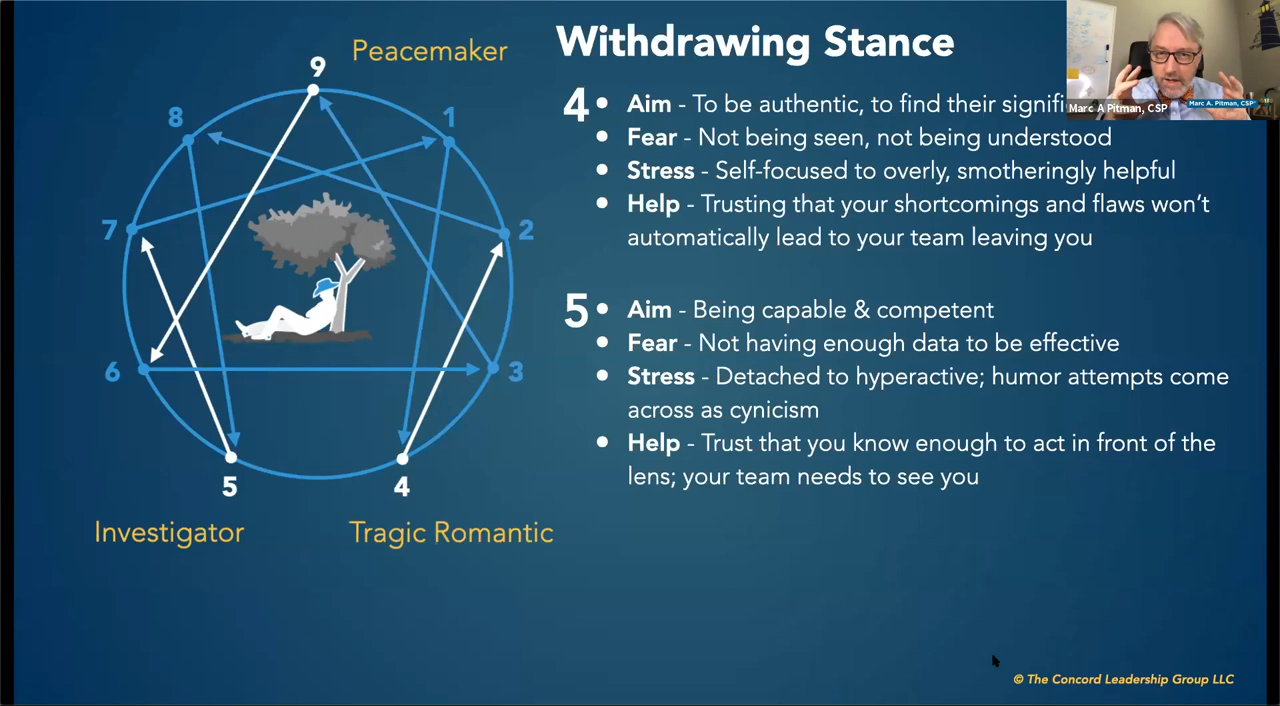 Withdrawing Stance
Peacemaker
9
8
1
7
2
6
3
5
4
Investigator
Tragic Romantic
4
• Aim - To be authentic, to find their
• Fear - Not being seen, not being understood
• Stress - Self-focused to overly, smotheringly helpful
• Help - Trusting that your shortcomings and flaws won't
automatically lead to your team leaving you
5
• Aim - Being capable & competent
• Fear - Not having enough data to be effective
• Stress - Detached to hyperactive; humor attempts come
across as cynicism
• Help - Trust that you know enough to act in front of the
lens; your team needs to see you
Marc A Pitman, CSP
Marc A. Pitman, CSP®
© The Concord Leadership Group LLC